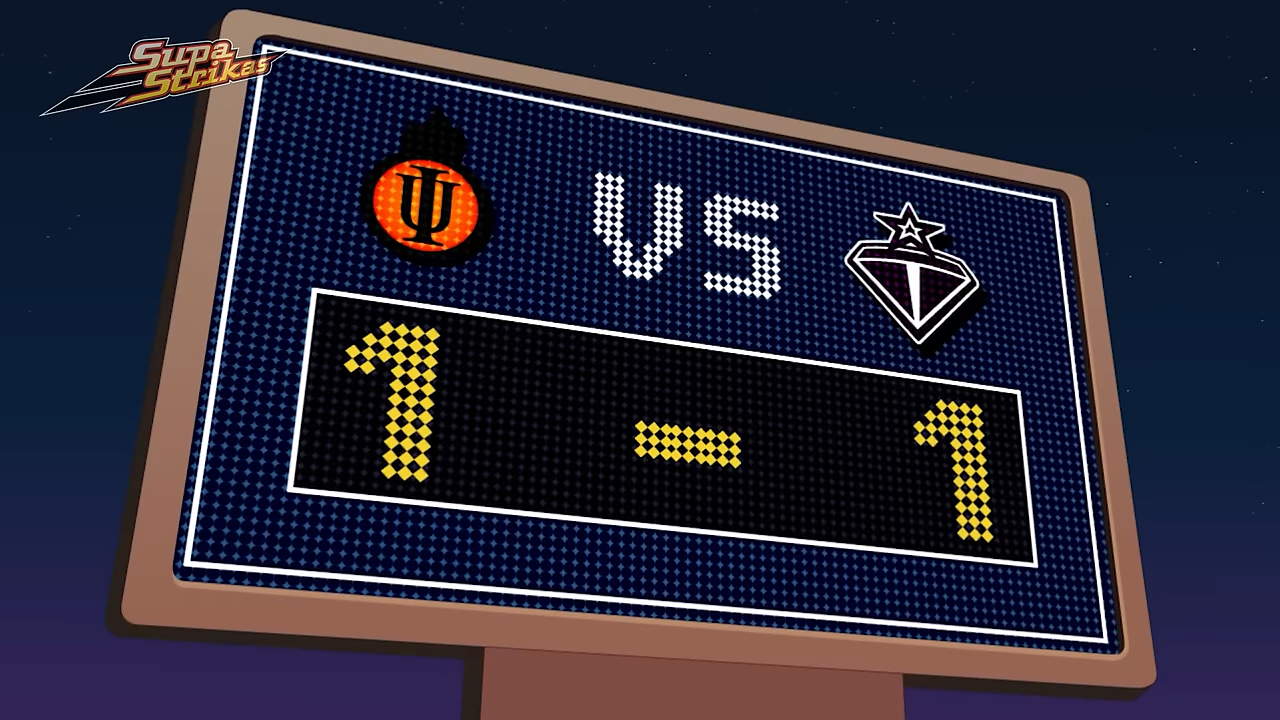 Supa
Strikas
Ψ VS
1 - 1